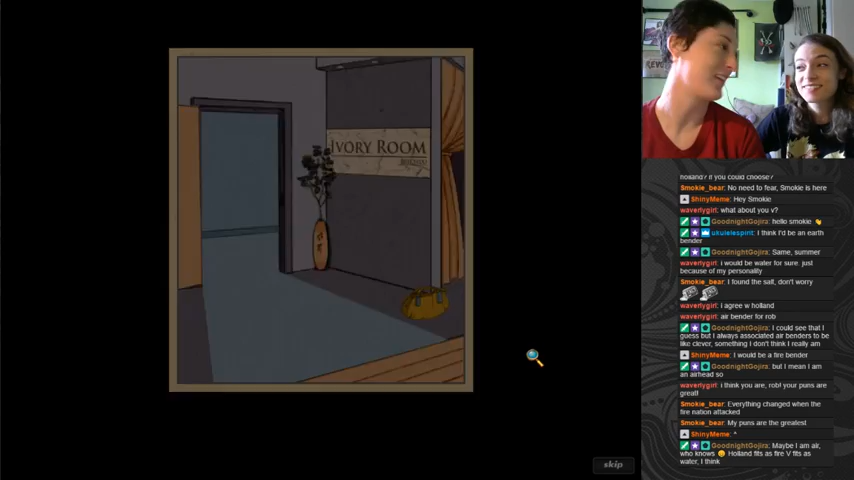 IVORY ROOM
skip
holland? if you could choose?
Smokie_bear: No need to fear, Smokie is here
ShinyMeme: Hey Smokie
waverlygirl: what about you v?
GoodnightGojira: hello smokie 👋
ukulelespirit: I think I'd be an earth
bender
GoodnightGojira: Same, summer
waverlygirl: i would be water for sure. just
because of my personality
Smokie_bear: I found the salt, don't worry
waverlygirl: i agree w holland
waverlygirl: air bender for rob
GoodnightGojira: I could see that I
guess but I always associated air benders to
be like clever, something I don't think I really am
ShinyMeme: I would be a fire bender
GoodnightGojira: but I mean I am
an airhead so
waverlygirl: i think you are, rob! your puns are
great!
Smokie_bear: Everything changed when the
fire nation attacked
Smokie_bear: My puns are the greatest
ShinyMeme: ^
GoodnightGojira: Maybe I am air,
who knows 😛 Holland fits as fire V fits as
water, I think